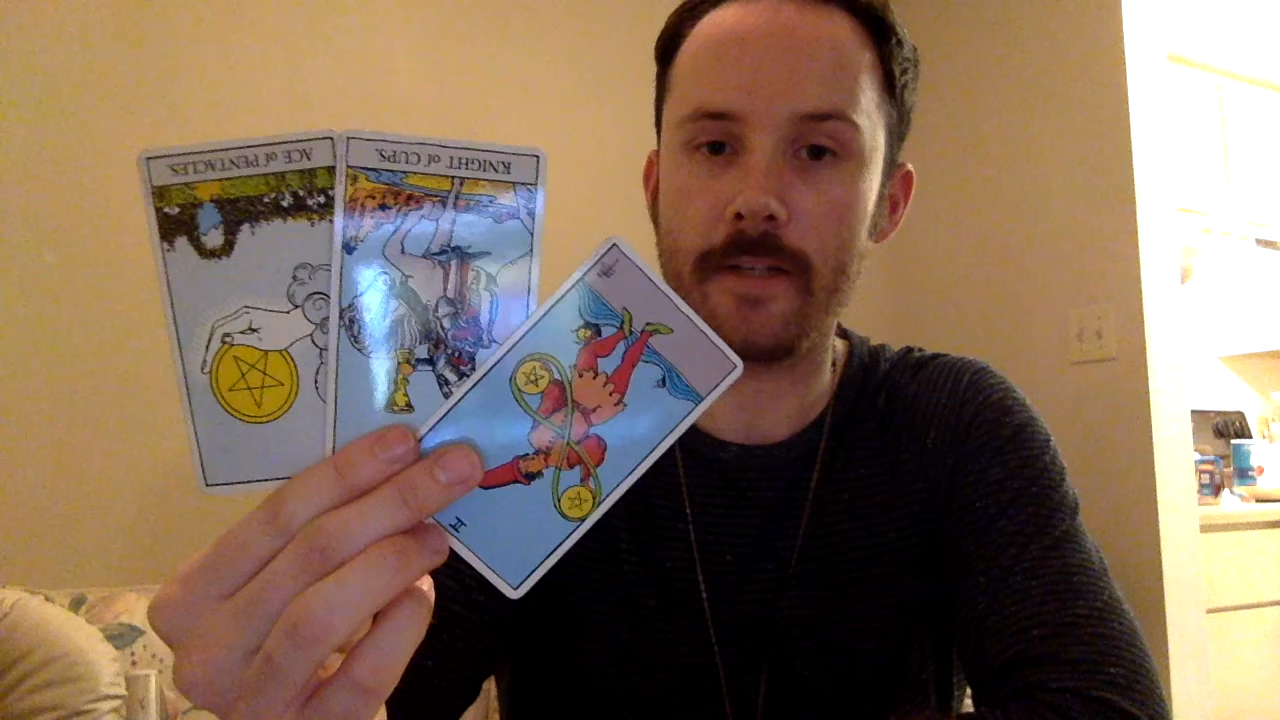 ACE of PENTACLES.
KNIGHT of CUPS.
II